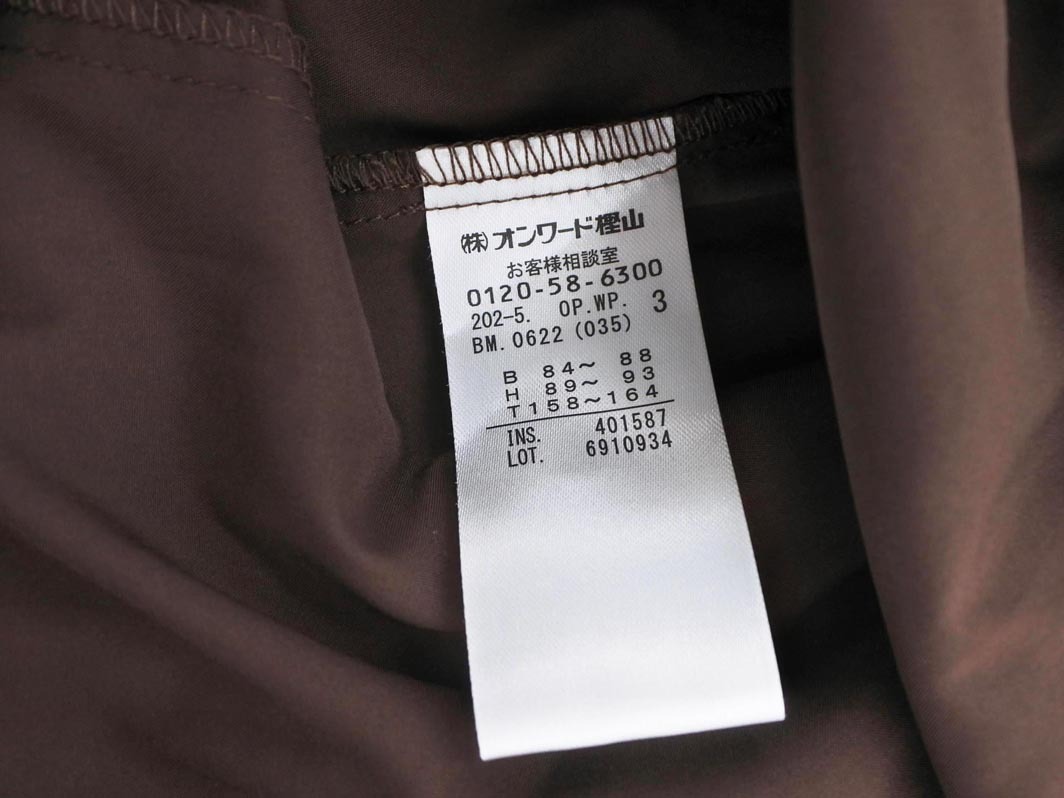 ㈱オンワード樫山
お客様相談室
0120-58-6300
202-5. OP.WP. 3
BM.0622 (035)
B 84～ 88
H 89～ 93
T158～164
INS. 401587
LOT. 6910934